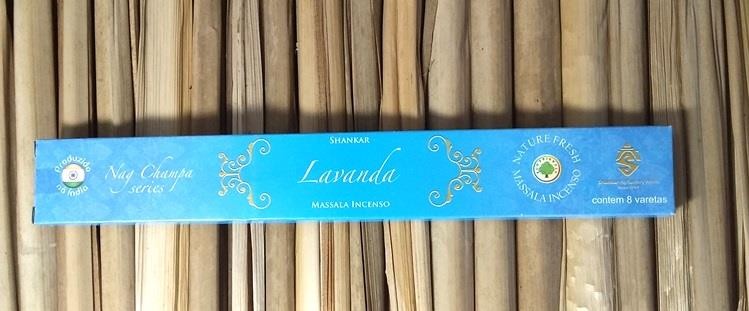 Produzido
na Índia
Nag Champa
series
SHANKAR
Lavanda
MASSALA INCENSO
NATURE FRESH
MASSALA INCENSO
contem 8 varetas